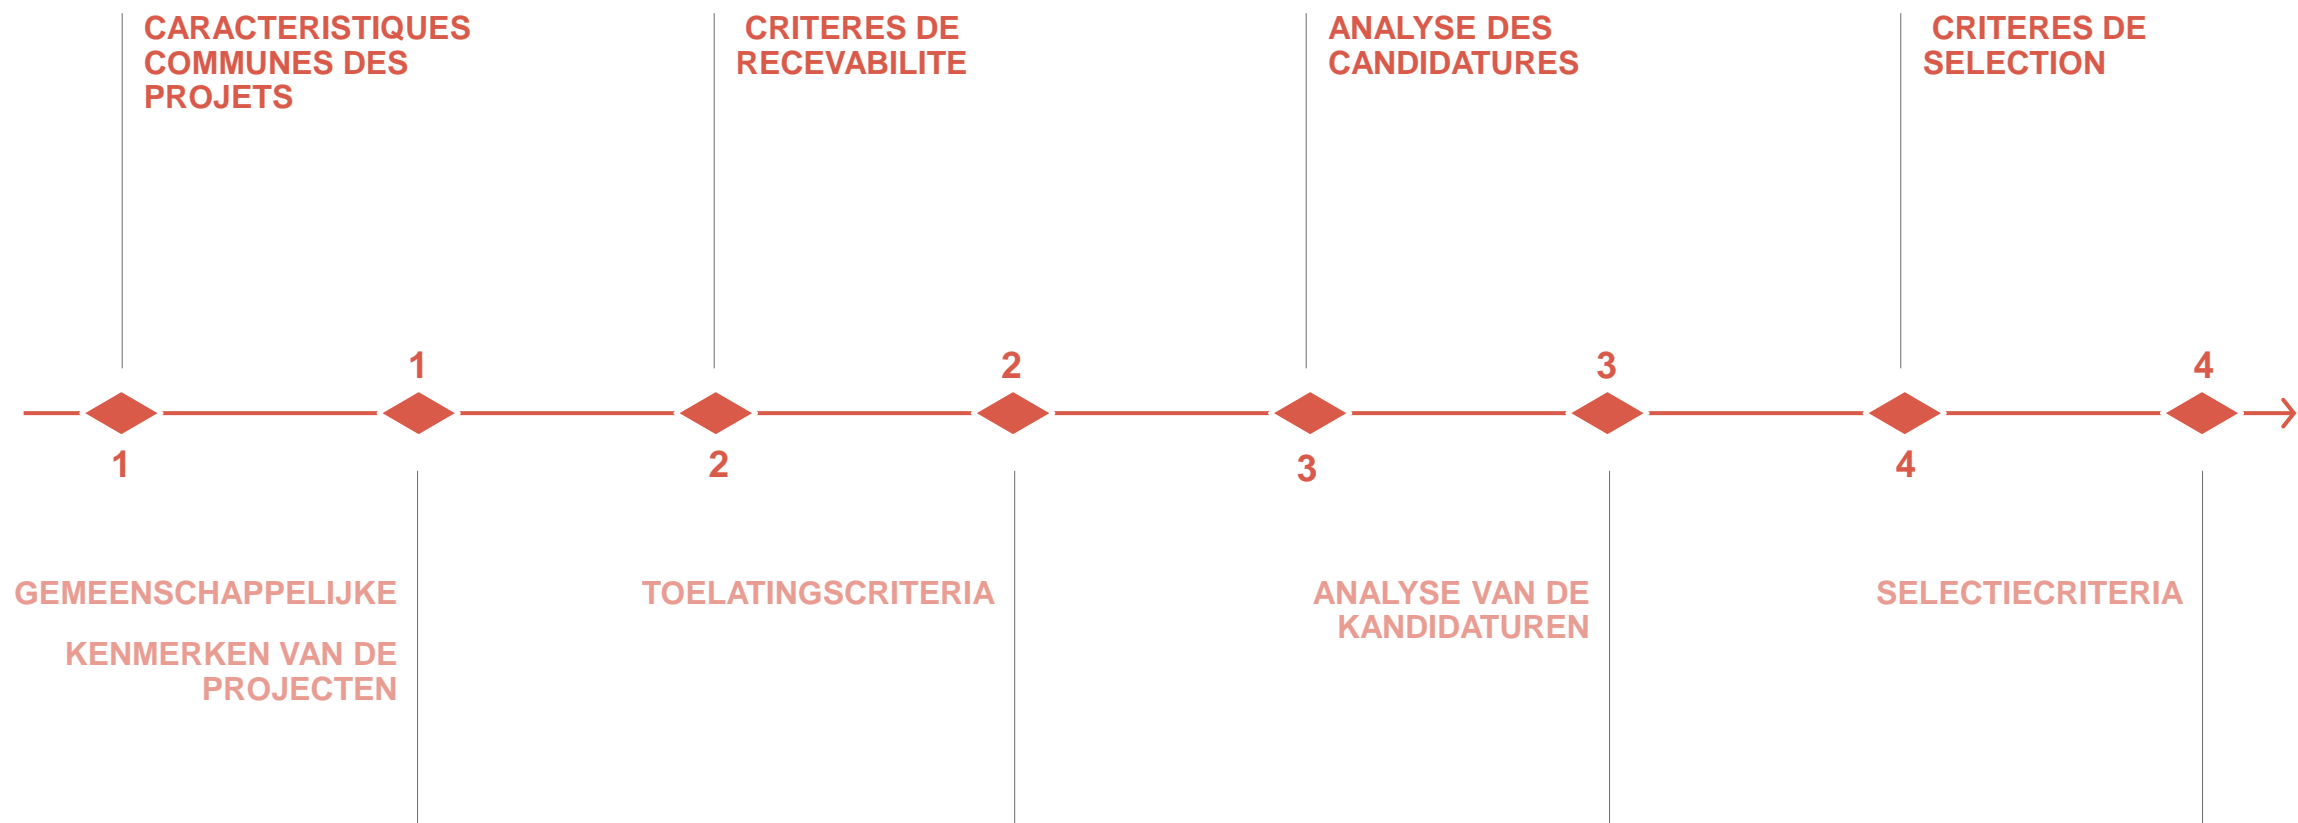 CARACTERISTIQUES
COMMUNES DES
PROJETS
CRITERES DE
RECEVABILITE
ANALYSE DES
CANDIDATURES
CRITERES DE
SELECTION
1
2
3
4
1
2
3
4
GEMEENSCHAPPELIJKE
KENMERKEN VAN DE
PROJECTEN
TOELATINGSCRITERIA
ANALYSE VAN DE
KANDIDATUREN
SELECTIECRITERIA